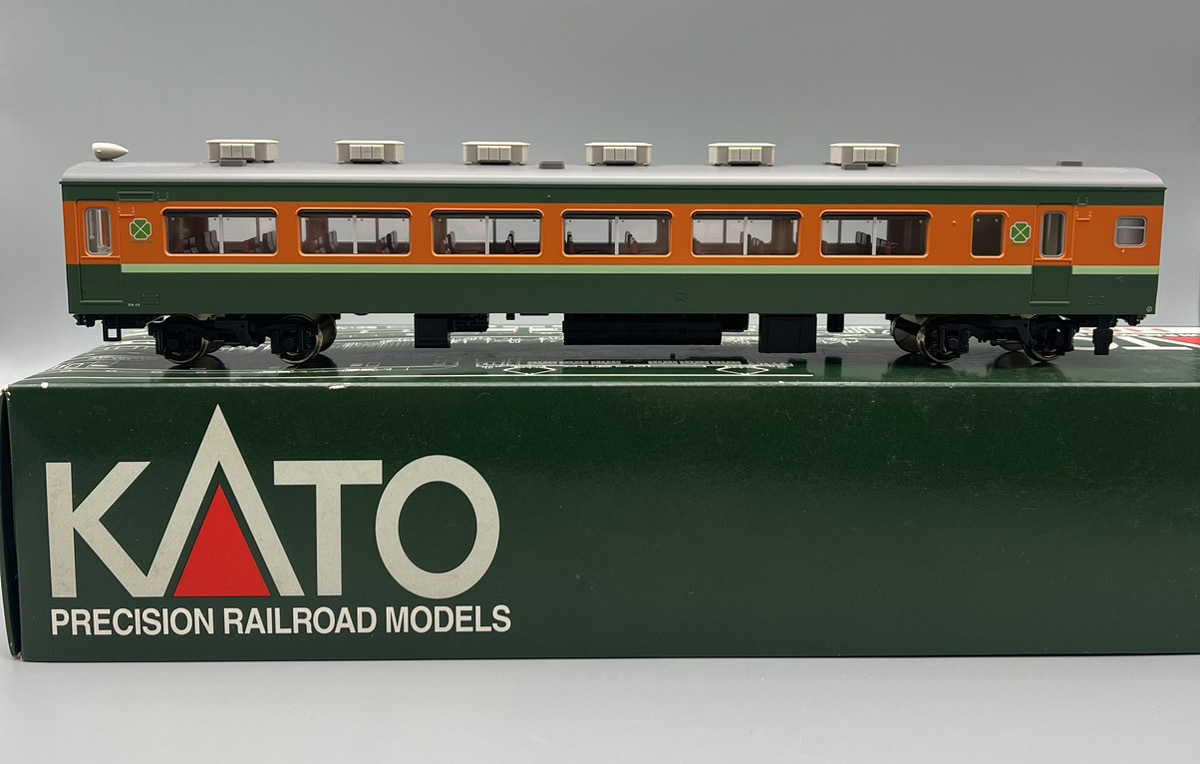 KATO
PRECISION RAILROAD MODELS